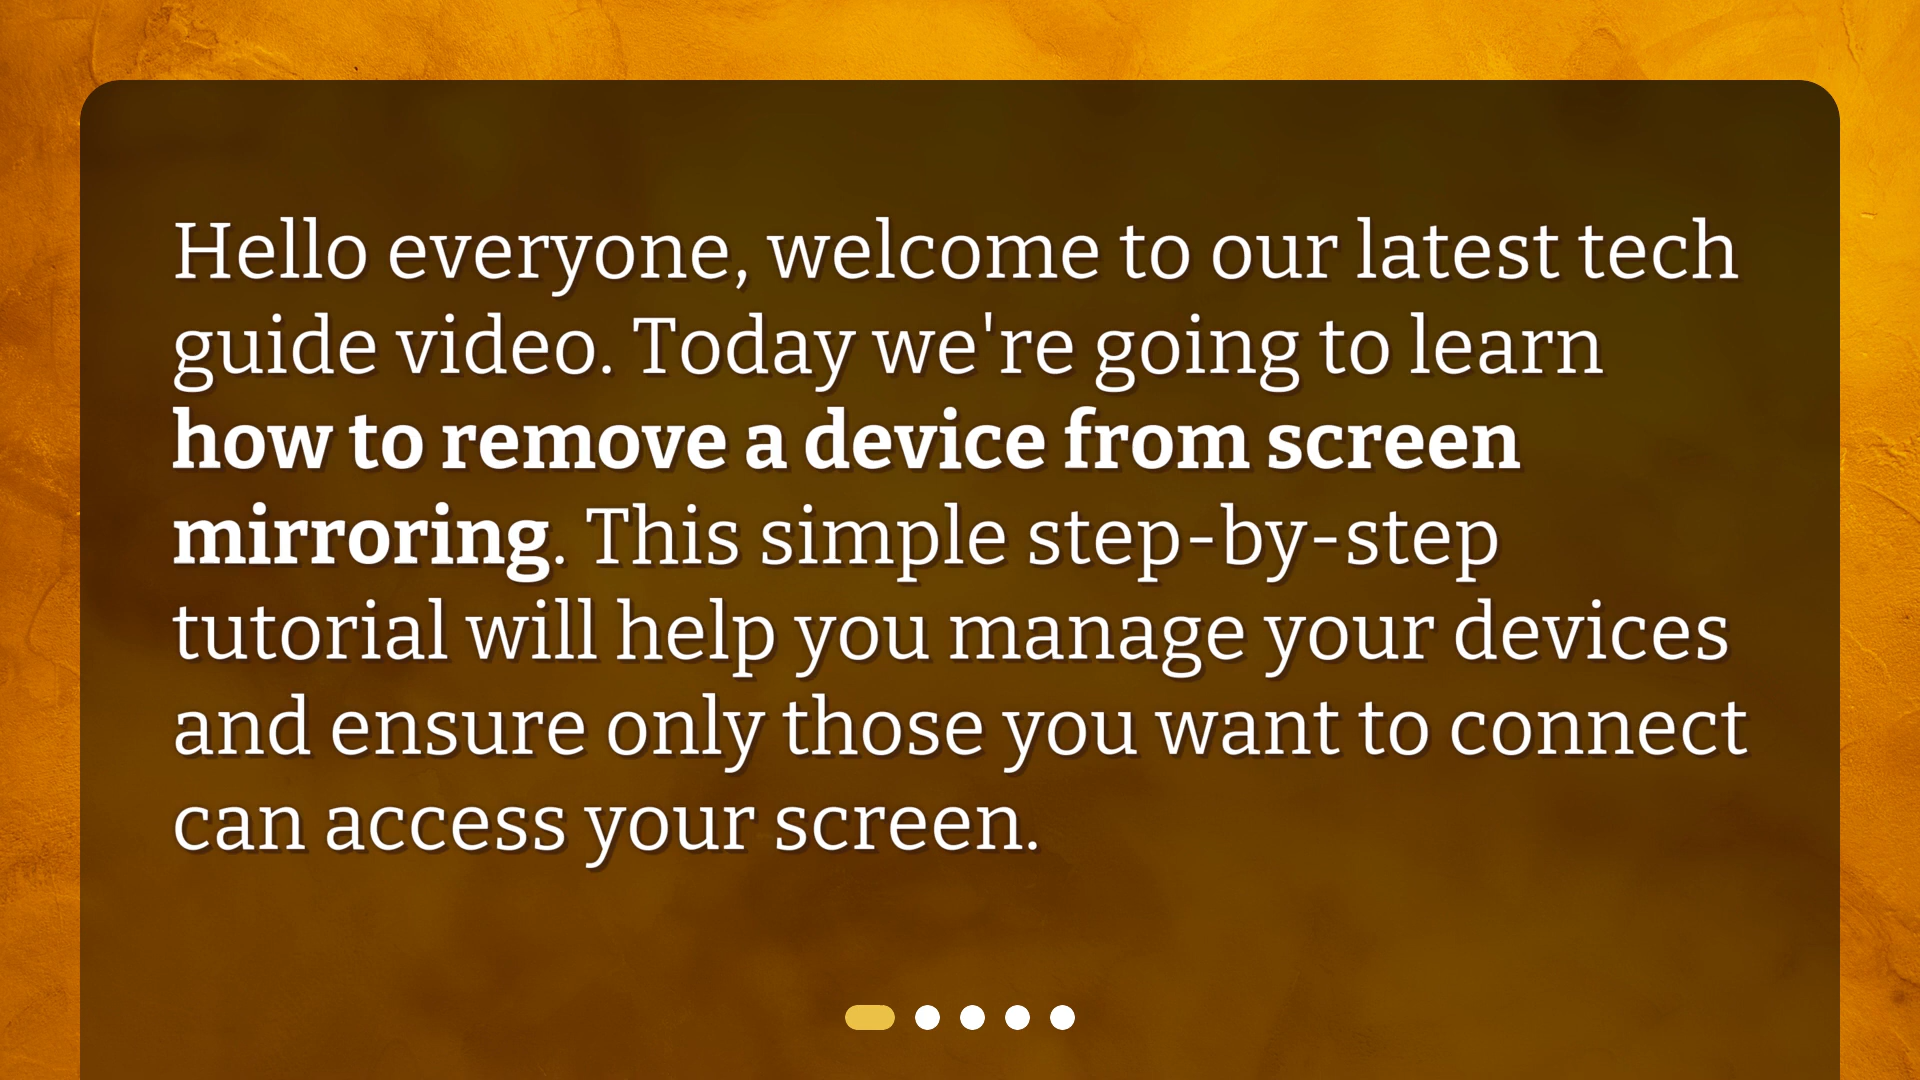 Hello everyone, welcome to our latest tech
guide video. Today we're going to learn
how to remove a device from screen
mirroring. This simple step-by-step
tutorial will help you manage your devices
and ensure only those you want to connect
can access your screen.